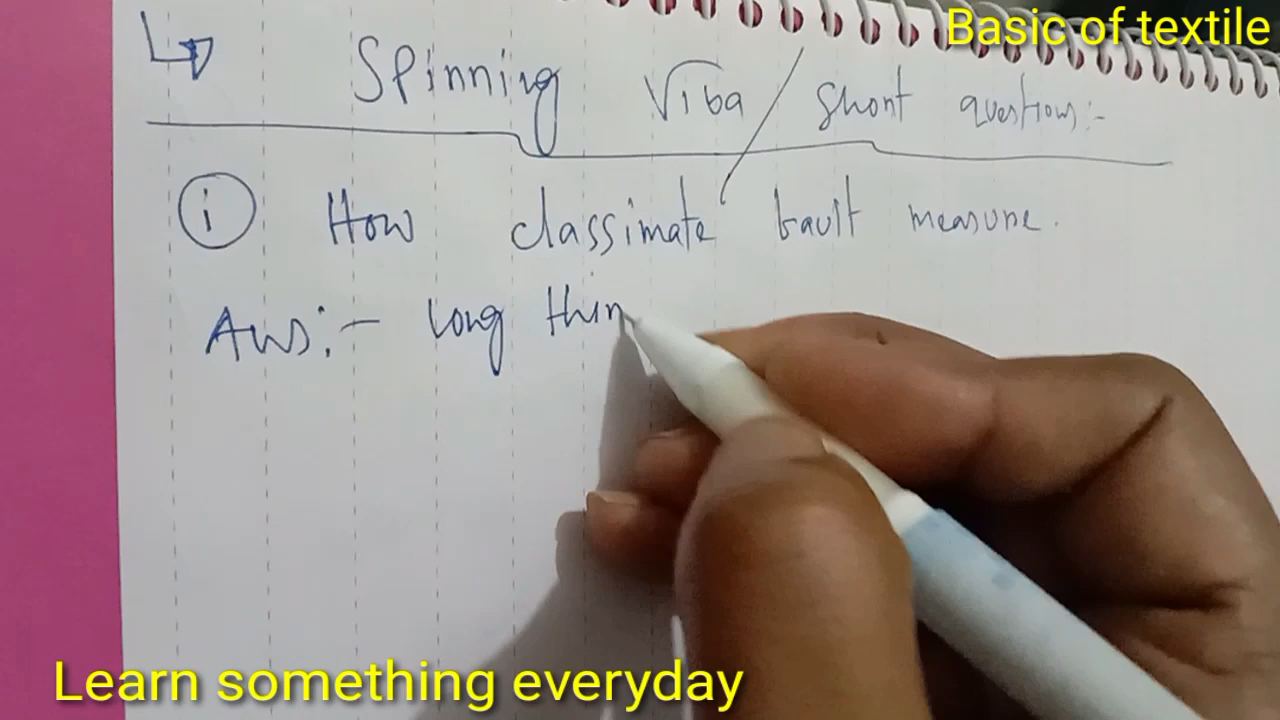 Basic of textile
↳ Spinning Viba / Short questions:-
(i) How classimate fault measure.
Ans:- long thin
Learn something everyday